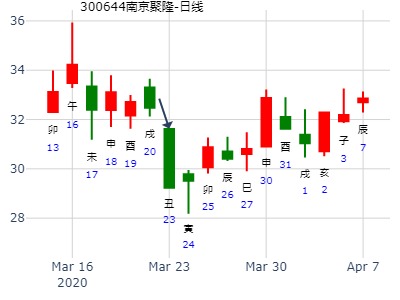 300644南京聚隆-日线
36
34
32
30
28
卯
13
午
16
未
17
申
18
酉
19
戌
20
丑
23
寅
24
卯
25
辰
26
巳
27
申
30
酉
31
戌
1
亥
2
子
3
辰
7
Mar 16
2020
Mar 23
Mar 30
Apr 7